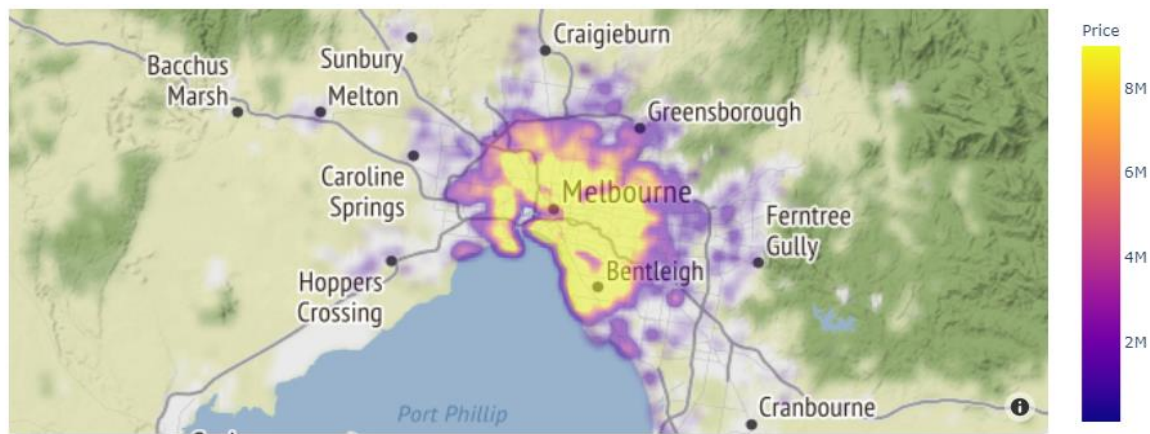 Craigieburn
Sunbury
Bacchus
Marsh
Melton
Greensborough
Caroline
Springs
Melbourne
Ferntree
Gully
Hoppers
Crossing
Bentleigh
Port Phillip
Cranbourne
i
Price
8M
6M
4M
2M